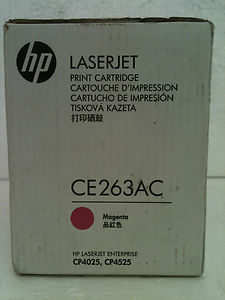 hp
LASERJET
PRINT CARTRIDGE
CARTOUCHE D'IMPRESSION
CARTUCHO DE IMPRESIÓN
TISKOVÁ KAZETA
打印硒鼓
CE263AC
Magenta
品红色
HP LASERJET ENTERPRISE
CP4025, CP4525